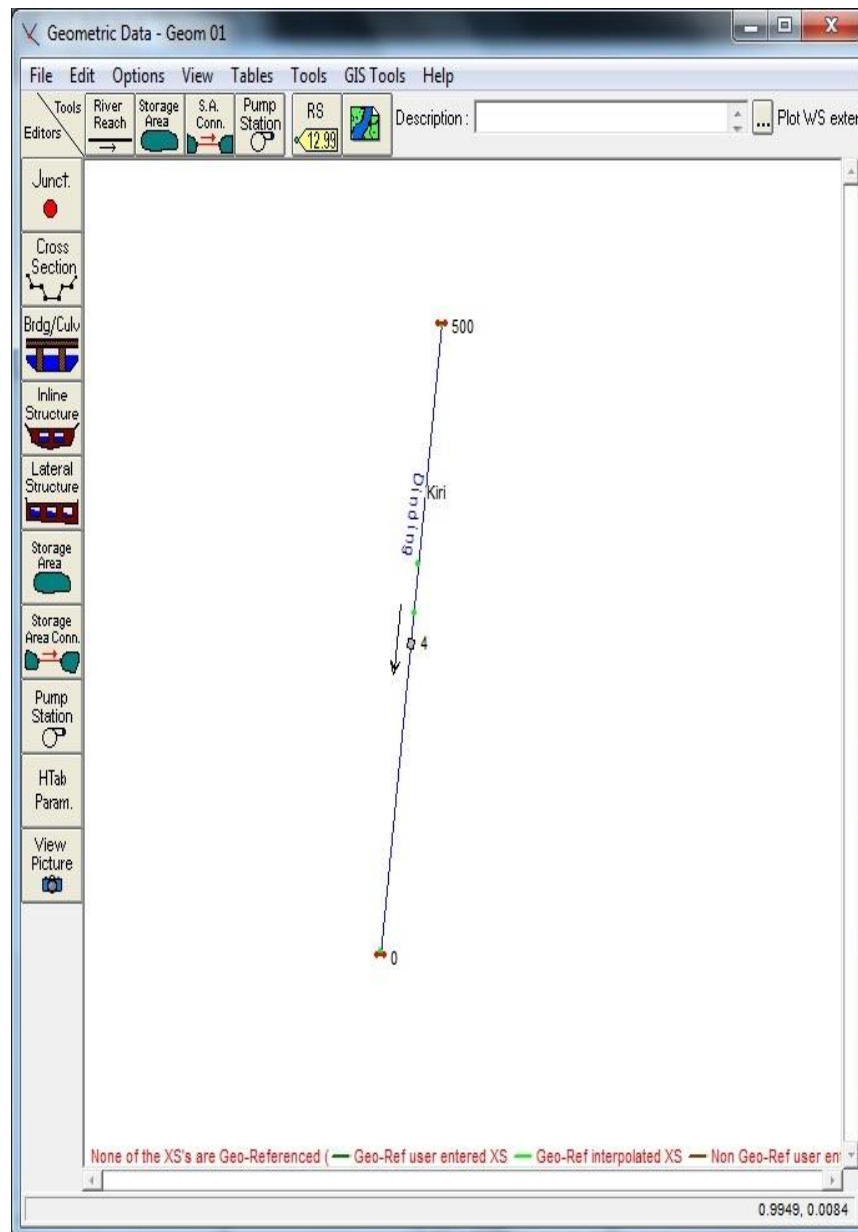 Geometric Data - Geom 01
File Edit Options View Tables Tools GIS Tools Help
Tools
Editors
River
Reach
Storage
Area
S.A.
Conn.
Pump
Station
RS
12.99
Description :
...
Plot WS exter
Junct.
Cross
Section
Brdg/Culv
Inline
Structure
Lateral
Structure
Storage
Area
Storage
Area Conn.
Pump
Station
HTab
Param.
View
Picture
500
Dinding
Kiri
4
0
None of the XS's are Geo-Referenced ( Geo-Ref user entered XS Geo-Ref interpolated XS Non Geo-Ref user en
0.9949, 0.0084